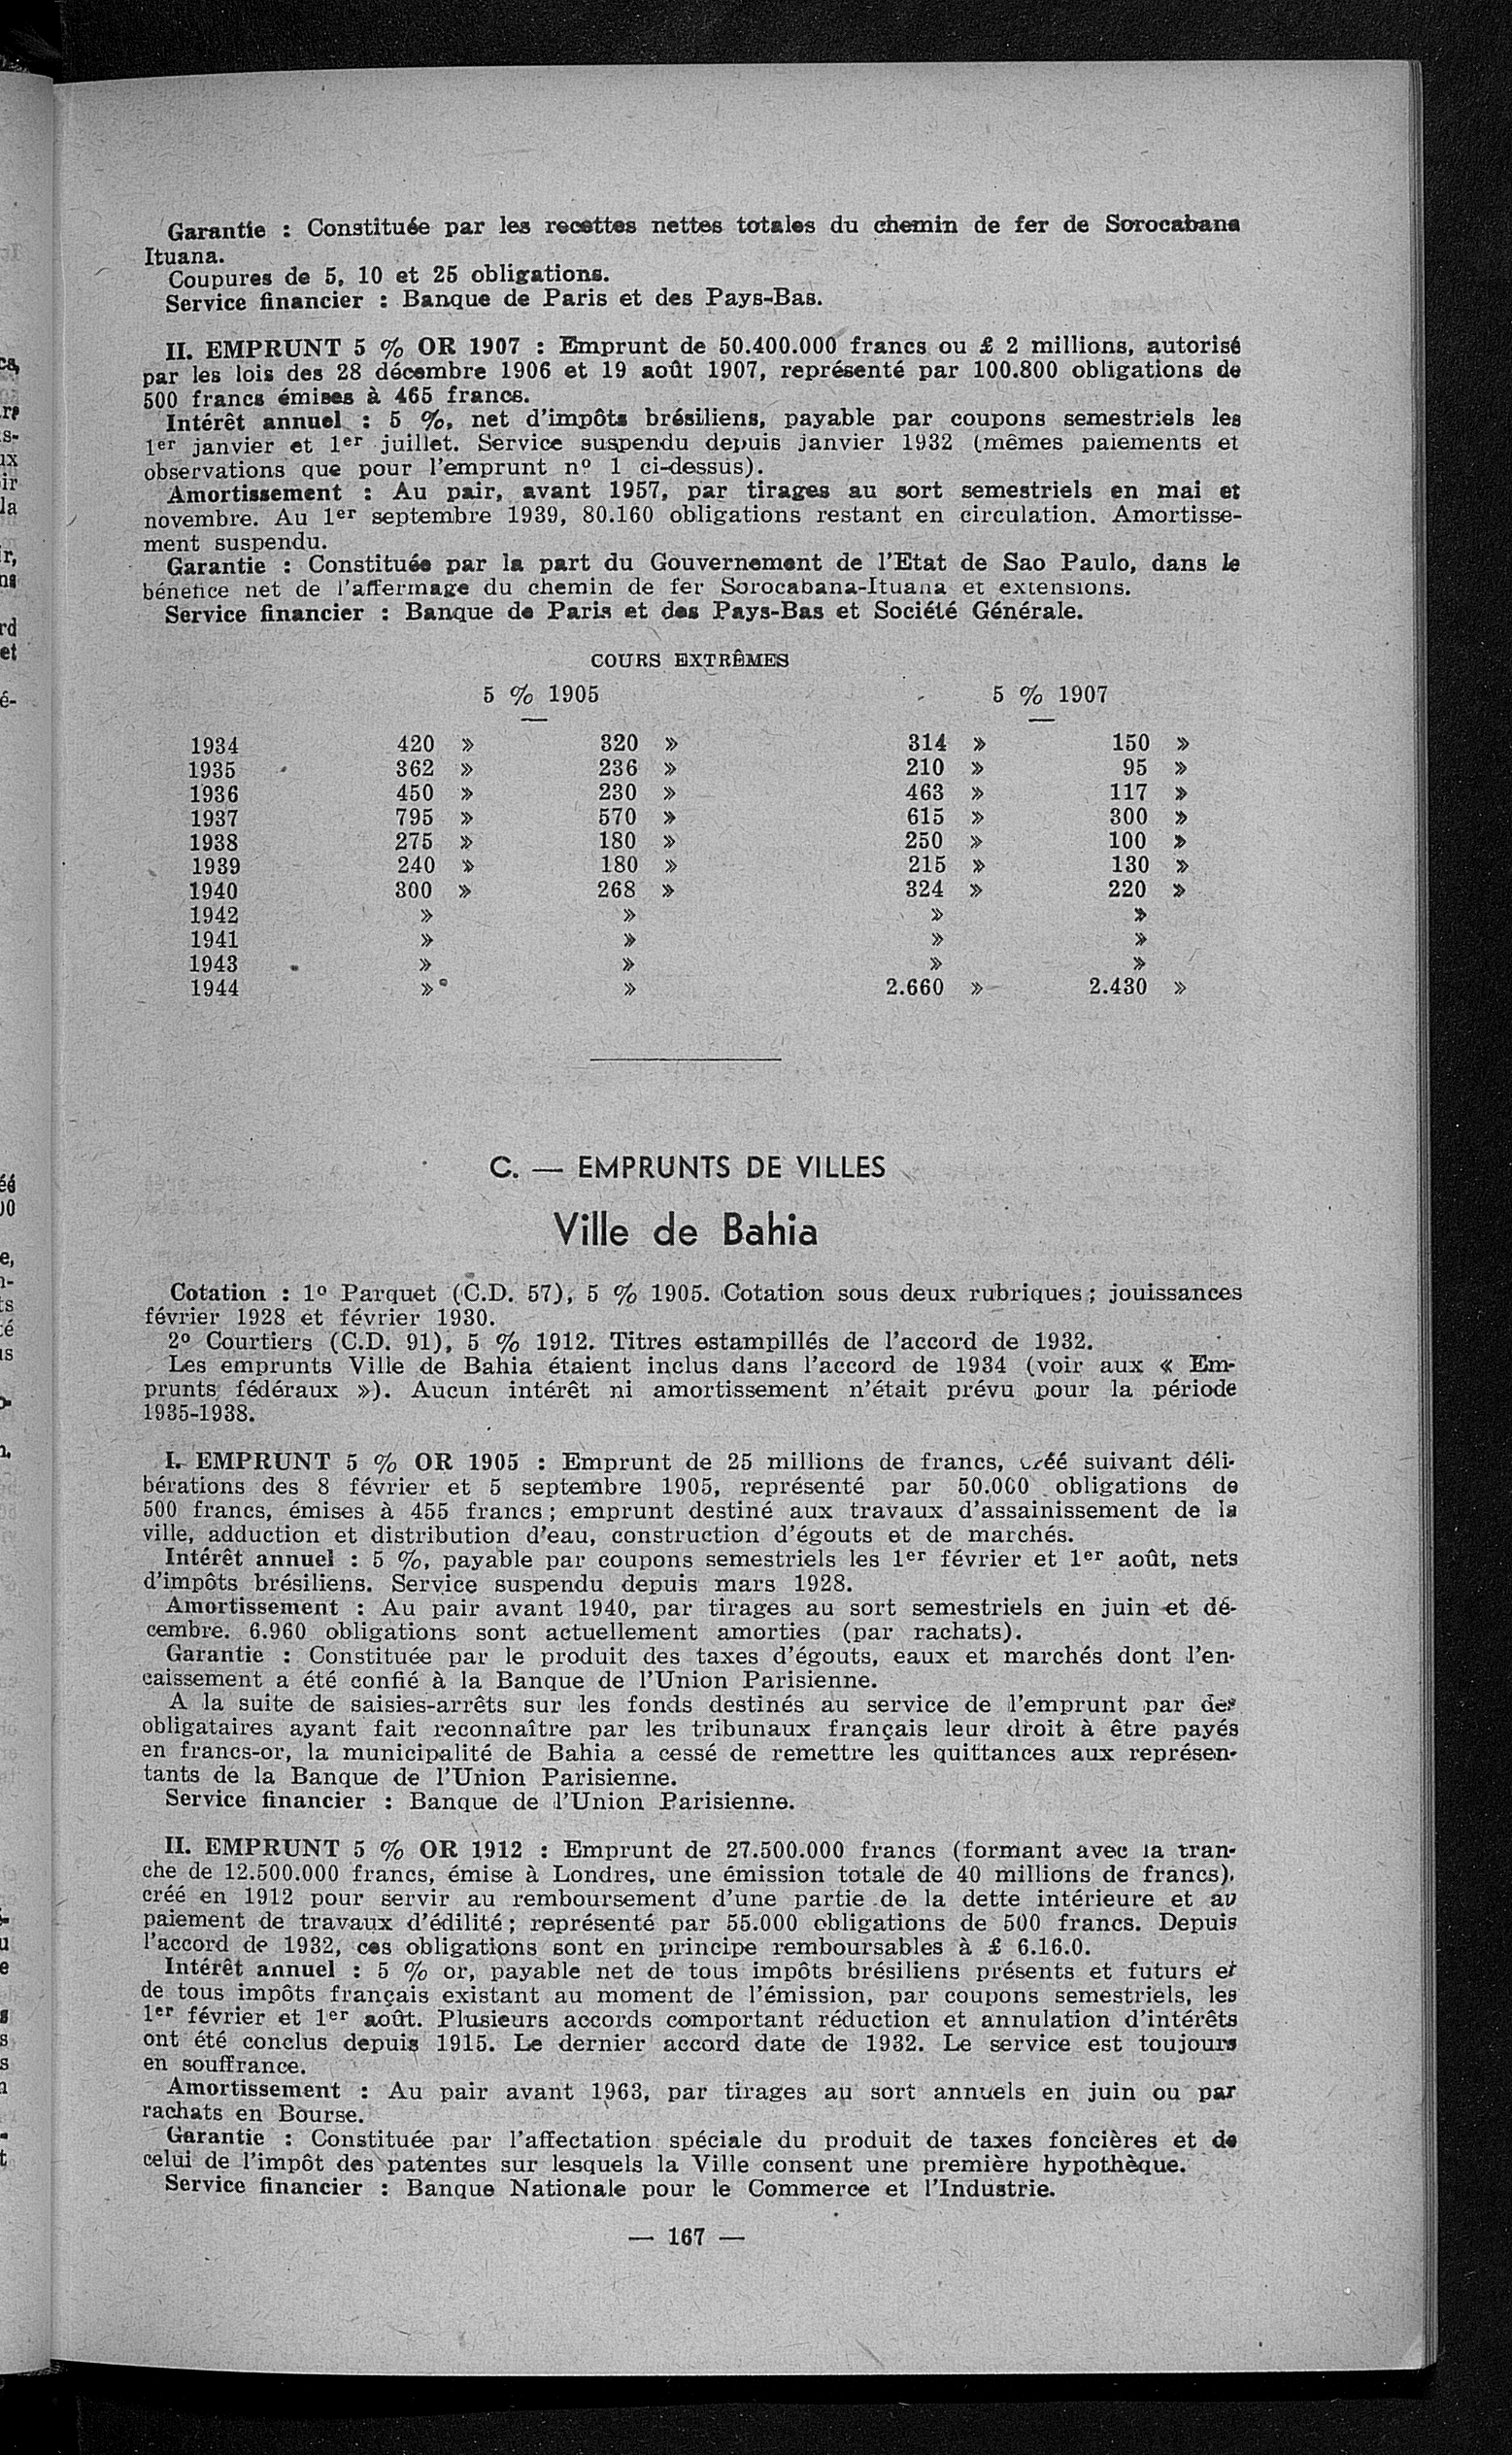 Garantie : Constituée par les recettes nettes totales du chemin de fer de Sorocabana
Ituana.
Coupures de 5, 10 et 25 obligations.
Service financier : Banque de Paris et des Pays-Bas.
II. EMPRUNT 5 % OR 1907 : Emprunt de 50.400.000 francs ou £ 2 millions, autorisé
par les lois des 28 décembre 1906 et 19 août 1907, représenté par 100.800 obligations de
500 francs émises à 465 francs.
Intérêt annuel : 5 %, net d'impôts brésiliens, payable par coupons semestriels les
1er janvier et 1er juillet. Service suspendu depuis janvier 1932 (mêmes paiements et
observations que pour l'emprunt nº 1 ci-dessus).
Amortissement : Au pair, avant 1957, par tirages au sort semestriels en mai et
novembre. Au 1er septembre 1939, 80.160 obligations restant en circulation. Amortisse-
ment suspendu.
Garantie : Constituée par la part du Gouvernement de l'Etat de Sao Paulo, dans le
bénéfice net de l'affermage du chemin de fer Sorocabana-Ituana et extensions.
Service financier : Banque de Paris et des Pays-Bas et Société Générale.
COURS EXTRÊMES
5 % 1905 5 % 1907
1934 420 » 320 » 314 » 150 »
1935 362 » 236 » 210 » 95 »
1936 450 » 230 » 463 » 117 »
1937 795 » 570 » 615 » 300 »
1938 275 » 180 » 250 » 100 »
1939 240 » 180 » 215 » 130 »
1940 300 » 268 » 324 » 220 »
1942 » » » »
1941 » » » »
1943 » » » »
1944 » » 2.660 » 2.430 »
C. — EMPRUNTS DE VILLES
Ville de Bahia
Cotation : 1º Parquet (C.D. 57), 5 % 1905. Cotation sous deux rubriques; jouissances
février 1928 et février 1930.
2º Courtiers (C.D. 91), 5 % 1912. Titres estampillés de l'accord de 1932.
Les emprunts Ville de Bahia étaient inclus dans l'accord de 1934 (voir aux « Em-
prunts fédéraux »). Aucun intérêt ni amortissement n'était prévu pour la période
1935-1938.
I. EMPRUNT 5 % OR 1905 : Emprunt de 25 millions de francs, créé suivant déli-
bérations des 8 février et 5 septembre 1905, représenté par 50.000 obligations de
500 francs, émises à 455 francs; emprunt destiné aux travaux d'assainissement de la
ville, adduction et distribution d'eau, construction d'égouts et de marchés.
Intérêt annuel : 5 %, payable par coupons semestriels les 1er février et 1er août, nets
d'impôts brésiliens. Service suspendu depuis mars 1928.
Amortissement : Au pair avant 1940, par tirages au sort semestriels en juin et dé-
cembre. 6.960 obligations sont actuellement amorties (par rachats).
Garantie : Constituée par le produit des taxes d'égouts, eaux et marchés dont l'en-
caissement a été confié à la Banque de l'Union Parisienne.
A la suite de saisies-arrêts sur les fonds destinés au service de l'emprunt par des
obligataires ayant fait reconnaître par les tribunaux français leur droit à être payés
en francs-or, la municipalité de Bahia a cessé de remettre les quittances aux représen-
tants de la Banque de l'Union Parisienne.
Service financier : Banque de l'Union Parisienne.
II. EMPRUNT 5 % OR 1912 : Emprunt de 27.500.000 francs (formant avec la tran-
che de 12.500.000 francs, émise à Londres, une émission totale de 40 millions de francs),
créé en 1912 pour servir au remboursement d'une partie de la dette intérieure et au
paiement de travaux d'édilité; représenté par 55.000 obligations de 500 francs. Depuis
l'accord de 1932, ces obligations sont en principe remboursables à £ 6.16.0.
Intérêt annuel : 5 % or, payable net de tous impôts brésiliens présents et futurs et
de tous impôts français existant au moment de l'émission, par coupons semestriels, les
1er février et 1er août. Plusieurs accords comportant réduction et annulation d'intérêts
ont été conclus depuis 1915. Le dernier accord date de 1932. Le service est toujours
en souffrance.
Amortissement : Au pair avant 1963, par tirages au sort annuels en juin ou par
rachats en Bourse.
Garantie : Constituée par l'affectation spéciale du produit de taxes foncières et de
celui de l'impôt des patentes sur lesquels la Ville consent une première hypothèque.
Service financier : Banque Nationale pour le Commerce et l'Industrie.
— 167 —